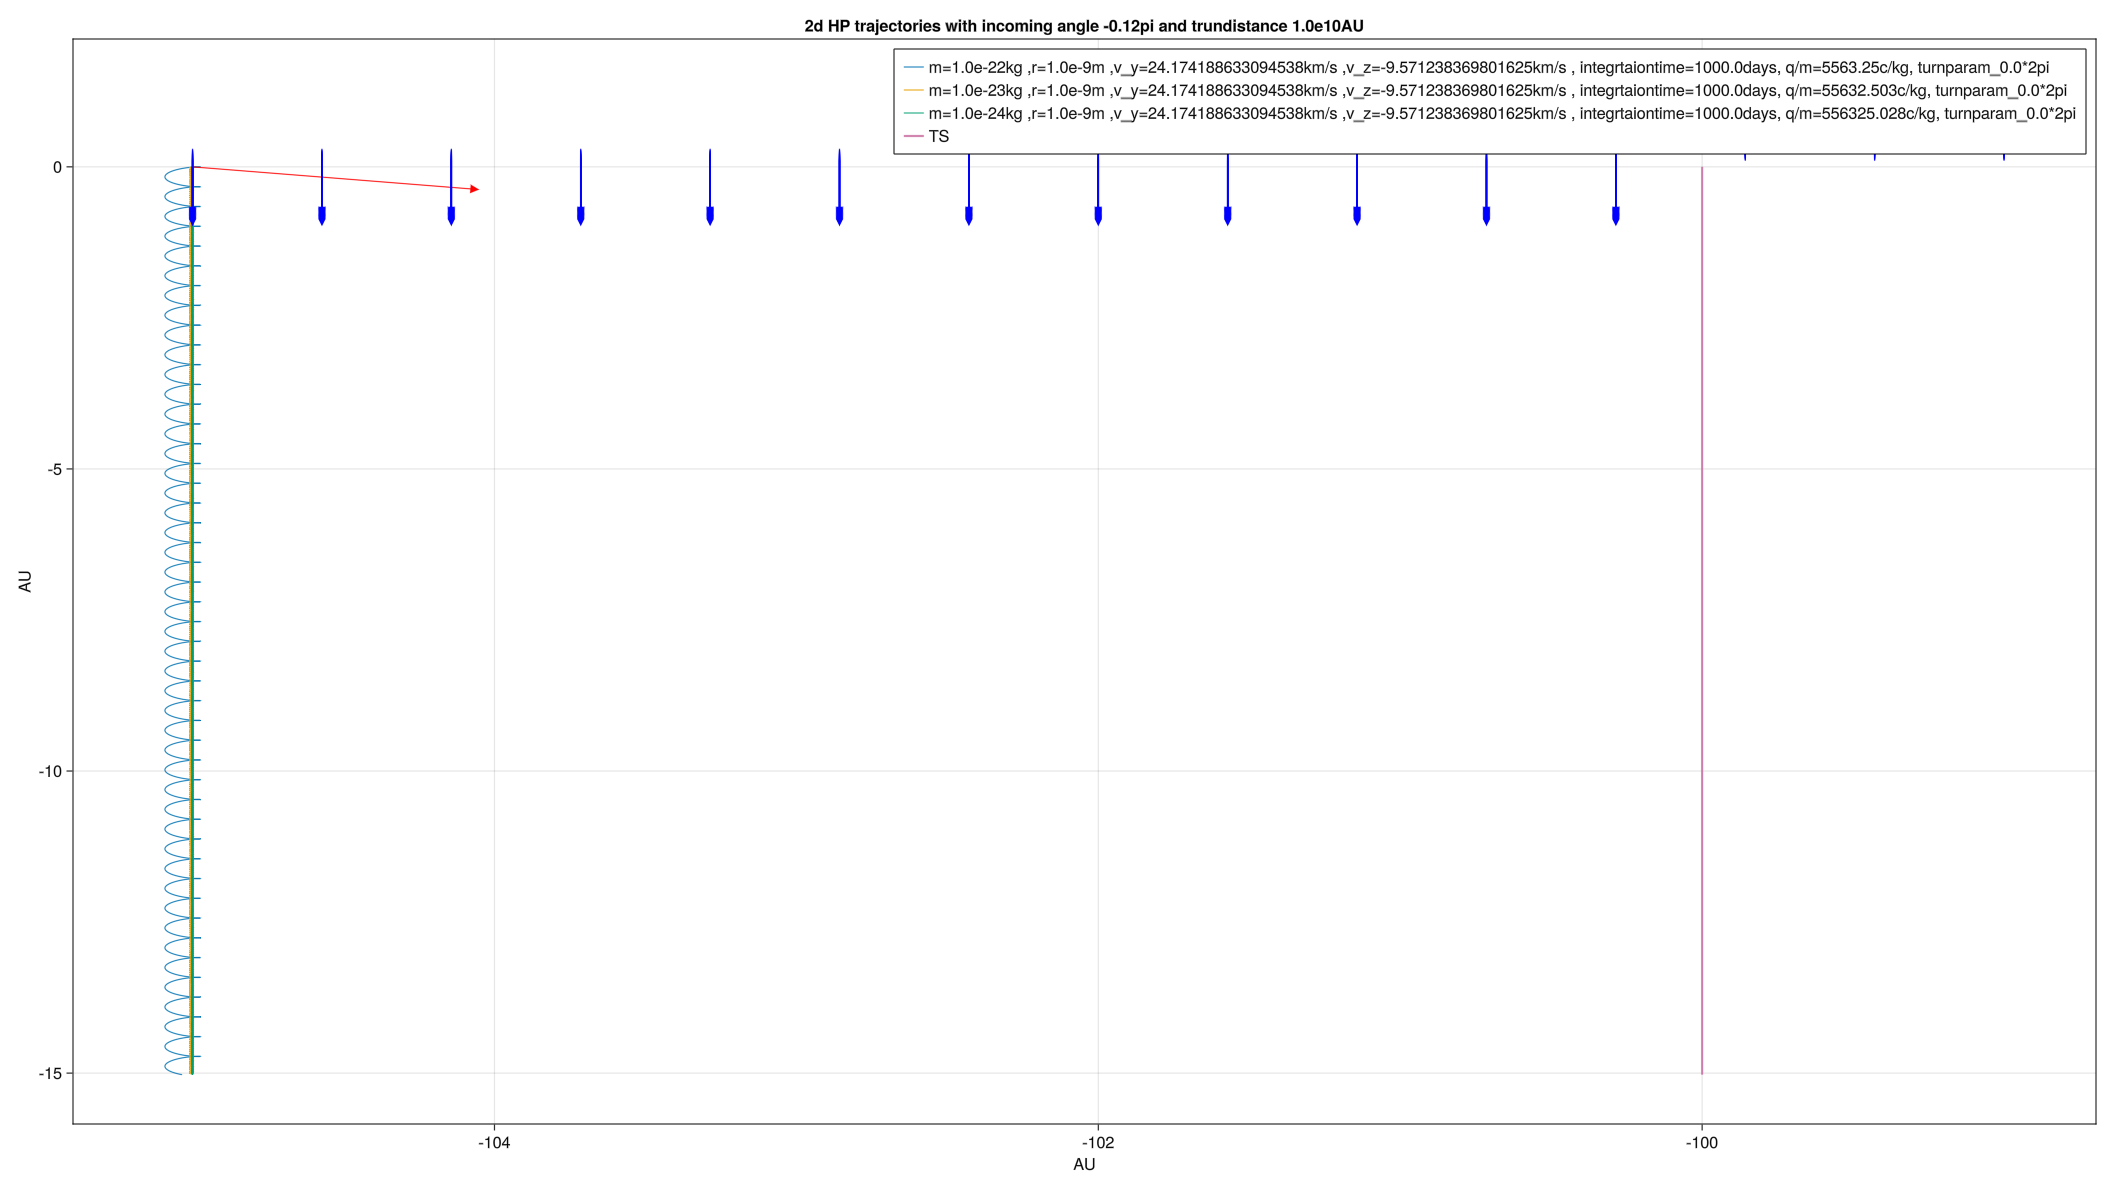 2d HP trajectories with incoming angle -0.12pi and trundistance 1.0e10AU
m=1.0e-22kg ,r=1.0e-9m ,v_y=24.174188633094538km/s ,v_z=-9.571238369801625km/s , integrtaiontime=1000.0days, q/m=5563.25c/kg, turnparam_0.0*2pi
m=1.0e-23kg ,r=1.0e-9m ,v_y=24.174188633094538km/s ,v_z=-9.571238369801625km/s , integrtaiontime=1000.0days, q/m=55632.503c/kg, turnparam_0.0*2pi
m=1.0e-24kg ,r=1.0e-9m ,v_y=24.174188633094538km/s ,v_z=-9.571238369801625km/s , integrtaiontime=1000.0days, q/m=556325.028c/kg, turnparam_0.0*2pi
TS
0
-5
-10
-15
AU
-104
-102
-100
AU